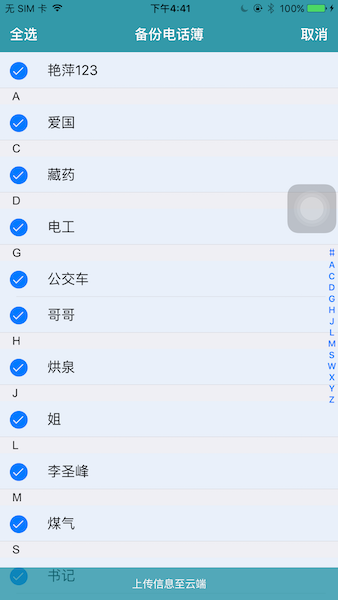 无 SIM 卡 下午4:41 100%
全选 备份电话簿 取消
艳萍123
A
爱国
C
藏药
D
电工
G
公交车
哥哥
H
烘泉
J
姐
L
李圣峰
M
煤气
S
书记
上传信息至云端
#
A
C
D
G
H
J
L
M
S
W
X
Y
Z